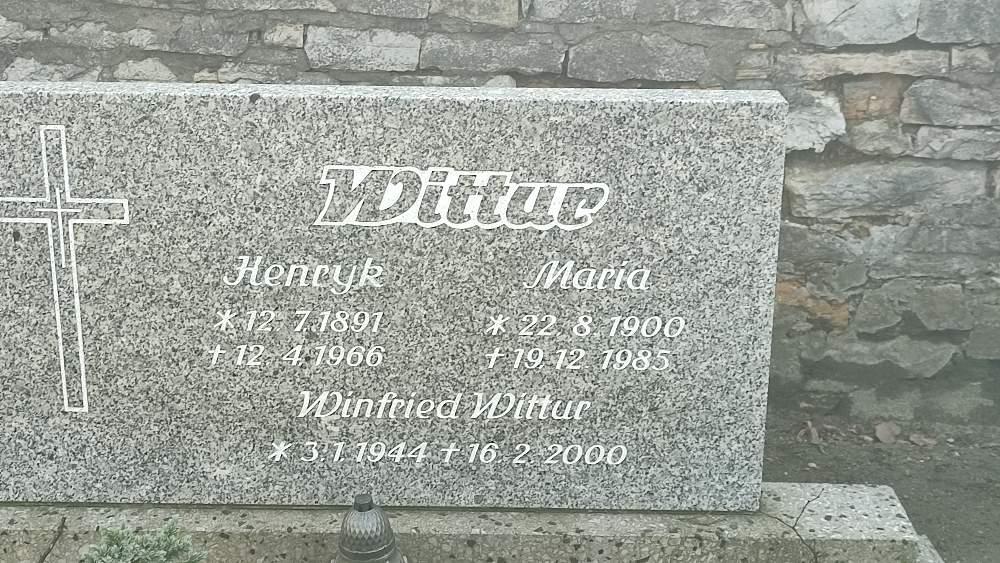 Wittur
Henryk Maria
* 12. 7. 1891 * 22. 8. 1900
† 12. 4. 1966 † 19. 12. 1985
Winfried Wittur
* 3. 1. 1944 † 16. 2. 2000